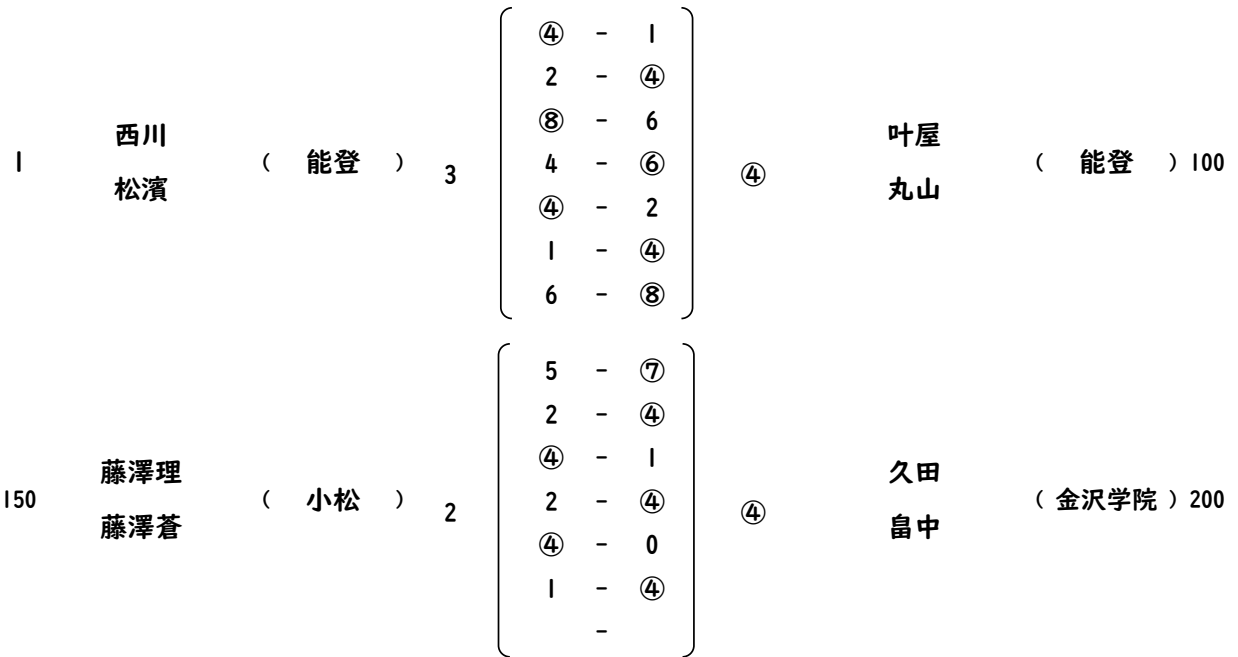 ④ - 1
2 - ④
⑧ - 6
西川 叶屋
1 ( 能登 ) 3 4 - ⑥ ④ ( 能登 ) 100
松濱 丸山
④ - 2
1 - ④
6 - ⑧
5 - ⑦
2 - ④
④ - 1
藤澤理 久田
150 ( 小松 ) 2 2 - ④ ④ ( 金沢学院 ) 200
藤澤蒼 畠中
④ - 0
1 - ④
-